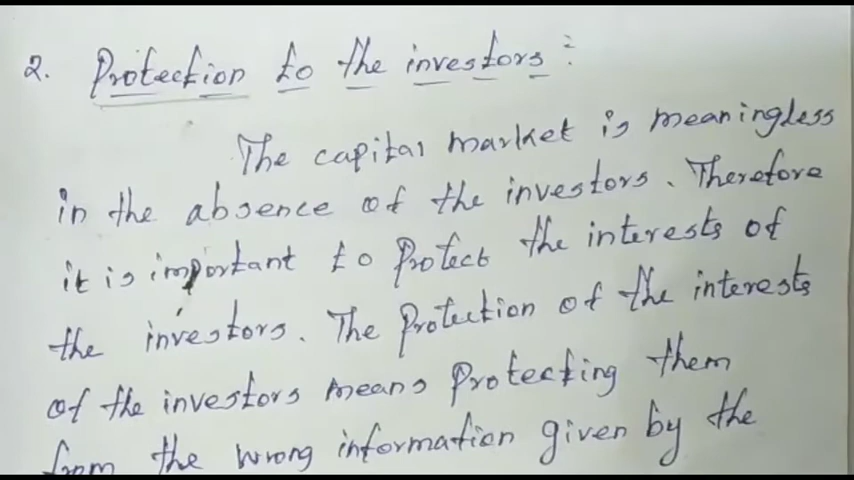 2. Protection to the investors :
The capital market is meaningless
in the absence of the investors. Therefore
it is important to protect the interests of
the investors. The protection of the interests
of the investors means protecting them
from the wrong information given by the